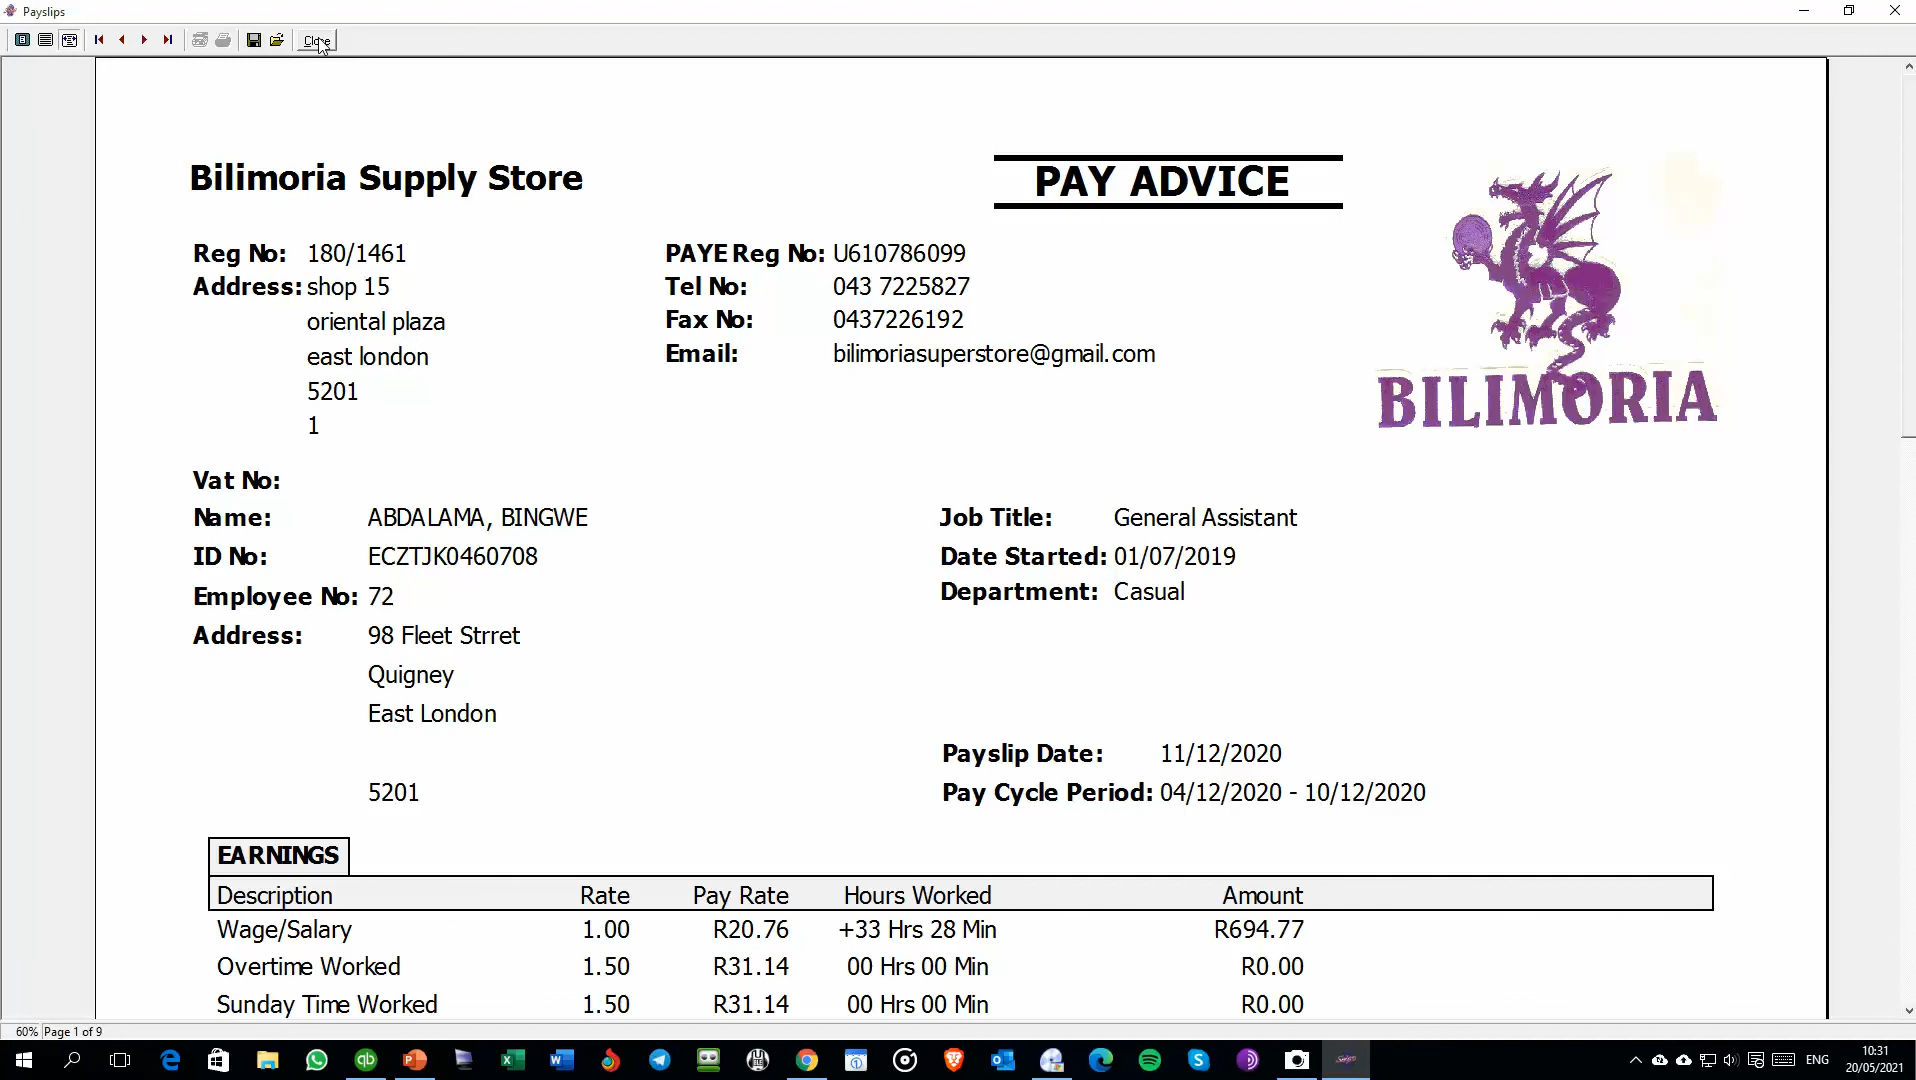 Payslips
Close
Bilimoria Supply Store
PAY ADVICE
Reg No: 180/1461
PAYE Reg No: U610786099
Address: shop 15
Tel No: 043 7225827
oriental plaza
Fax No: 0437226192
east london
Email: bilimoriasuperstore@gmail.com
5201
1
BILIMORIA
Vat No:
Name: ABDALAMA, BINGWE
Job Title: General Assistant
ID No: ECZTJK0460708
Date Started: 01/07/2019
Employee No: 72
Department: Casual
Address: 98 Fleet Strret
Quigney
East London
Payslip Date: 11/12/2020
5201
Pay Cycle Period: 04/12/2020 - 10/12/2020
EARNINGS
Description Rate Pay Rate Hours Worked Amount
Wage/Salary 1.00 R20.76 +33 Hrs 28 Min R694.77
Overtime Worked 1.50 R31.14 00 Hrs 00 Min R0.00
Sunday Time Worked 1.50 R31.14 00 Hrs 00 Min R0.00
60% Page 1 of 9
ENG
10:31
20/05/2021